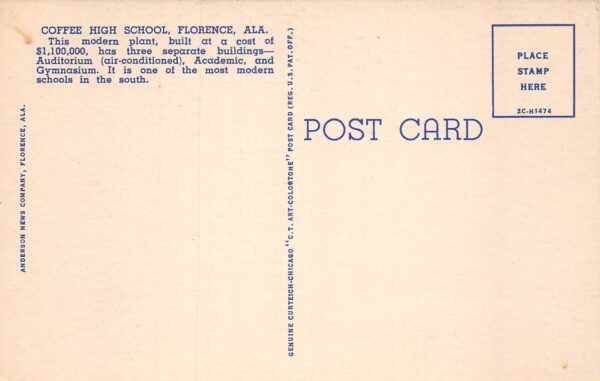 COFFEE HIGH SCHOOL, FLORENCE, ALA.
This modern plant, built at a cost of
$1,100,000, has three separate buildings—
Auditorium (air-conditioned), Academic, and
Gymnasium. It is one of the most modern
schools in the south.
ANDERSON NEWS COMPANY, FLORENCE, ALA.
GENUINE CURTEICH-CHICAGO "C.T. ART-COLORTONE" POST CARD (REG. U.S. PAT. OFF.)
POST CARD
PLACE
STAMP
HERE
2C-H1474